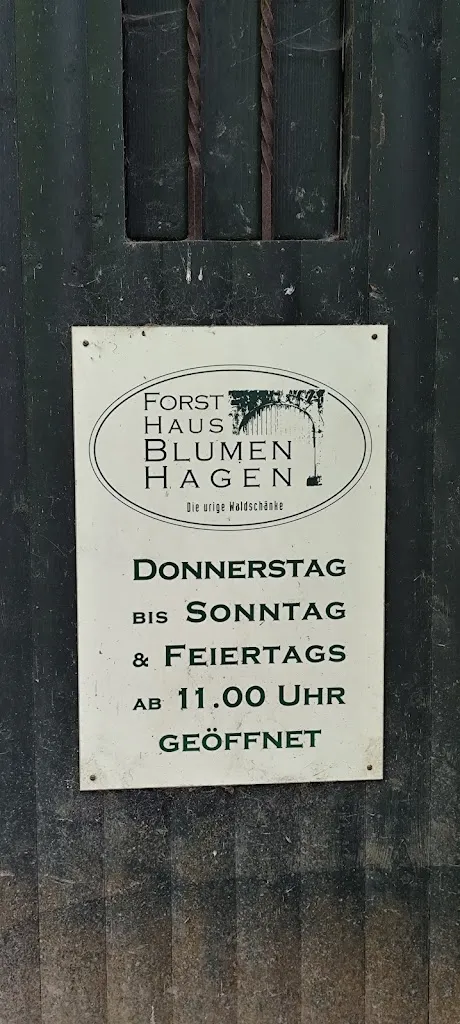 FORST
HAUS
BLUMEN
HAGEN
Die urige Waldschänke
DONNERSTAG
BIS SONNTAG
& FEIERTAGS
AB 11.00 UHR
GEÖFFNET